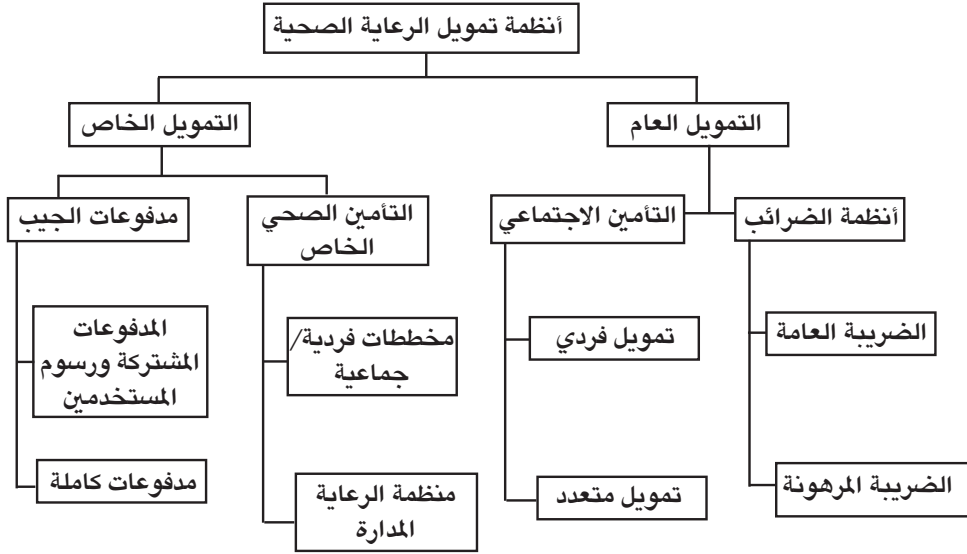 أنظمة تمويل الرعاية الصحية
التمويل العام
التمويل الخاص
أنظمة الضرائب
التأمين الاجتماعي
التأمين الصحي
الخاص
مدفوعات الجيب
الضريبة العامة
تمويل فردي
مخططات فردية/
جماعية
المدفوعات
المشتركة ورسوم
المستخدمين
الضريبة المرهونة
تمويل متعدد
منظمة الرعاية
المدارة
مدفوعات كاملة